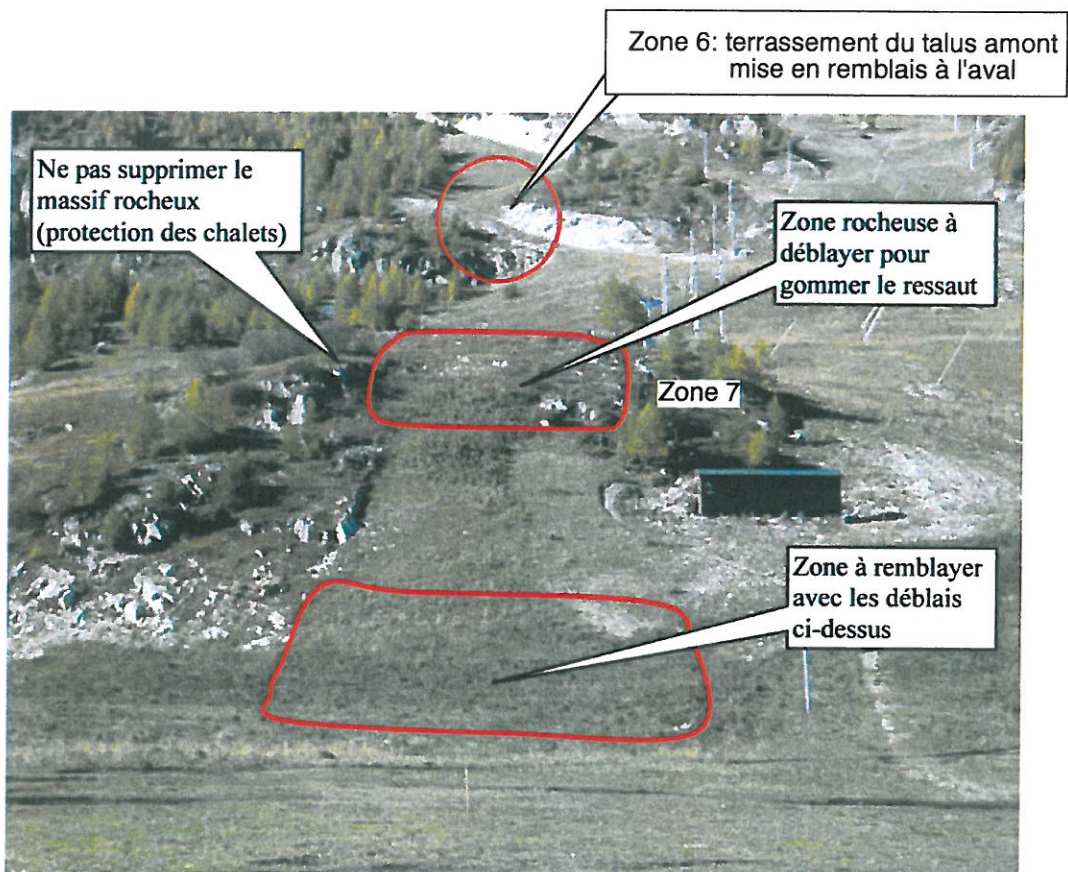 Zone 6: terrassement du talus amont
mise en remblais à l'aval
Ne pas supprimer le
massif rocheux
(protection des chalets)
Zone rocheuse à
déblayer pour
gommer le ressaut
Zone 7
Zone à remblayer
avec les déblais
ci-dessus